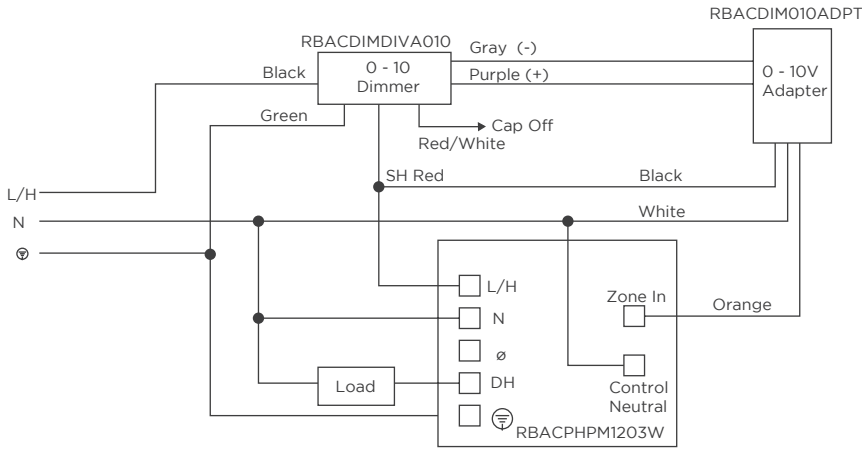 RBACDIM010ADPT
RBACDIMDIVA010
Gray (-)
Purple (+)
Black
0 - 10
Dimmer
0 - 10V
Adapter
Green
Cap Off
Red/White
SH Red
Black
L/H
White
N
L/H
Zone In
Orange
N
ø
Load
DH
Control
Neutral
RBACPHPM1203W